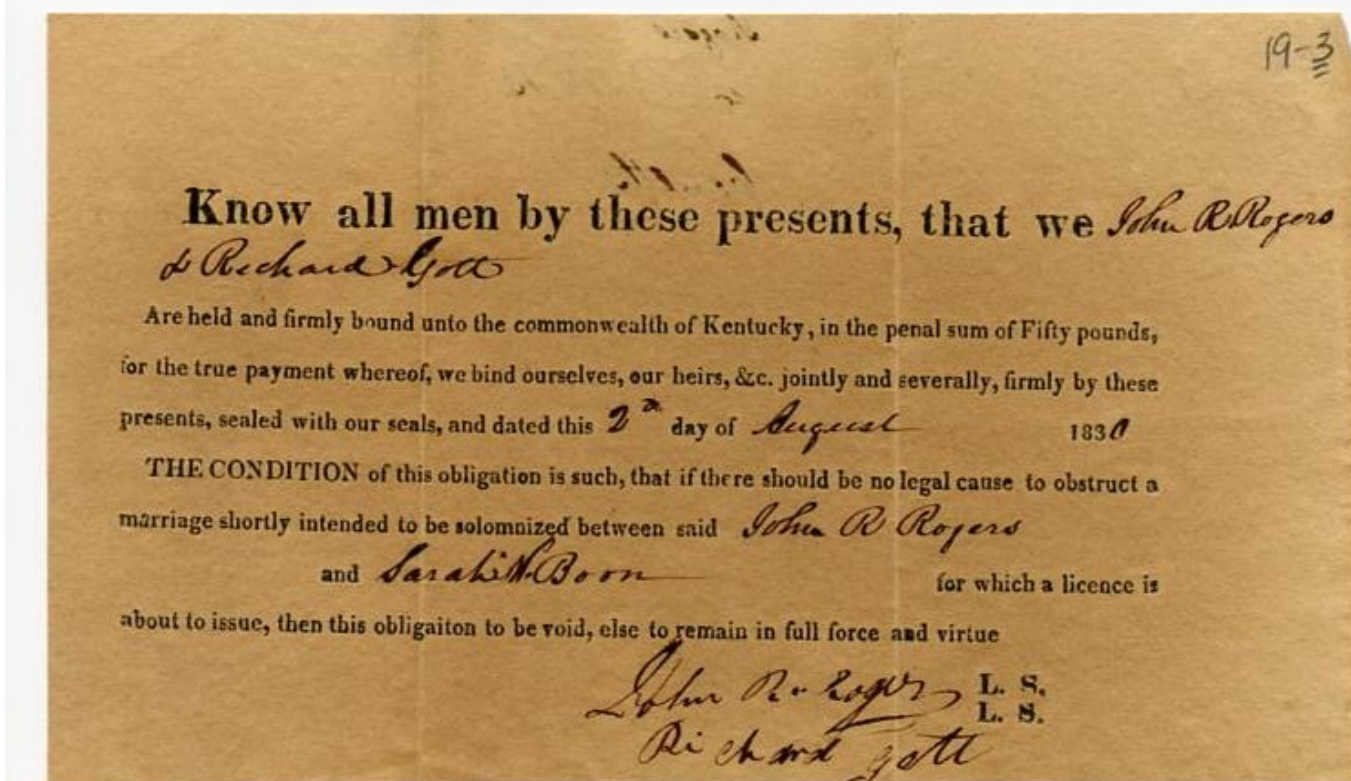 19-3
Know all men by these presents, that we John R Rogers
& Richard Gott
Are held and firmly bound unto the commonwealth of Kentucky, in the penal sum of Fifty pounds,
for the true payment whereof, we bind ourselves, our heirs, &c. jointly and severally, firmly by these
presents, sealed with our seals, and dated this 2d day of August 1830
THE CONDITION of this obligation is such, that if there should be no legal cause to obstruct a
marriage shortly intended to be solomnized between said John R Rogers
and Sarah W. Boon for which a licence is
about to issue, then this obligaiton to be void, else to remain in full force and virtue
John R. Rogers L. S.
L. S.
Richard Gott